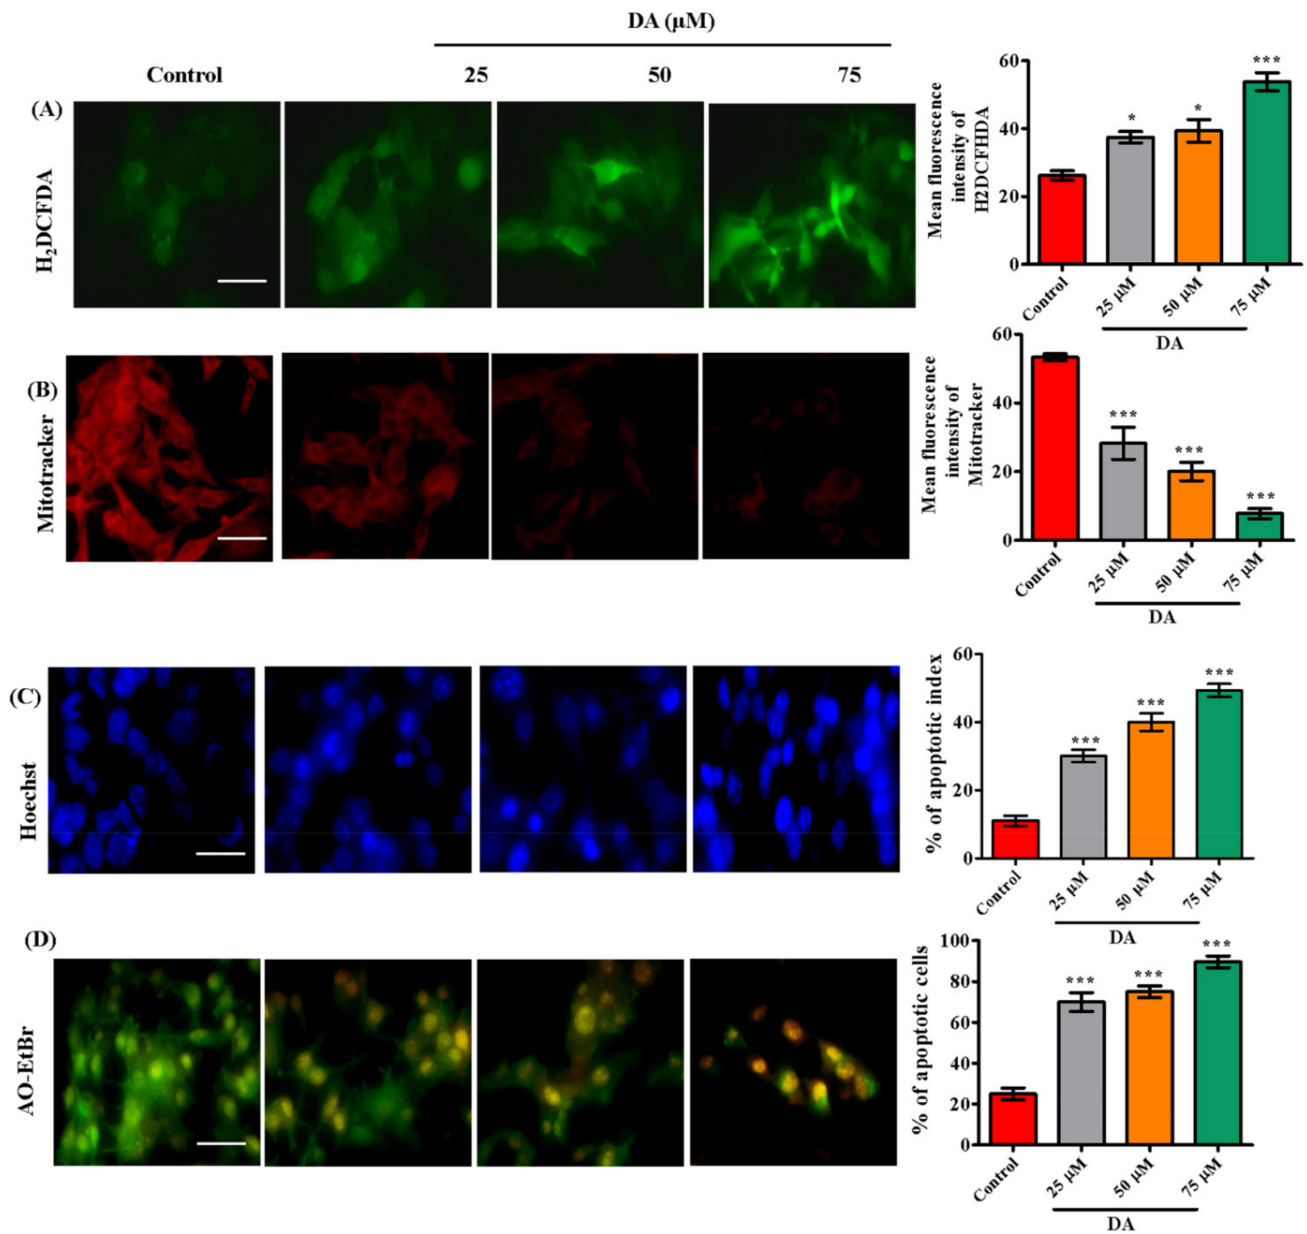 DA (µM)
Control 25 50 75
(A)
H₂DCFDA
Mean fluorescence
intensity of
H2DCFHDA
60
40
20
0
*
*
***
Control
25 µM
50 µM
75 µM
DA
(B)
Mitotracker
Mean fluorescence
intensity of
Mitotracker
60
40
20
0
***
***
***
Control
25 µM
50 µM
75 µM
DA
(C)
Hoechst
% of apoptotic index
60
40
20
0
***
***
***
Control
25 µM
50 µM
75 µM
DA
(D)
AO-EtBr
% of apoptotic cells
100
80
60
40
20
0
***
***
***
Control
25 µM
50 µM
75 µM
DA